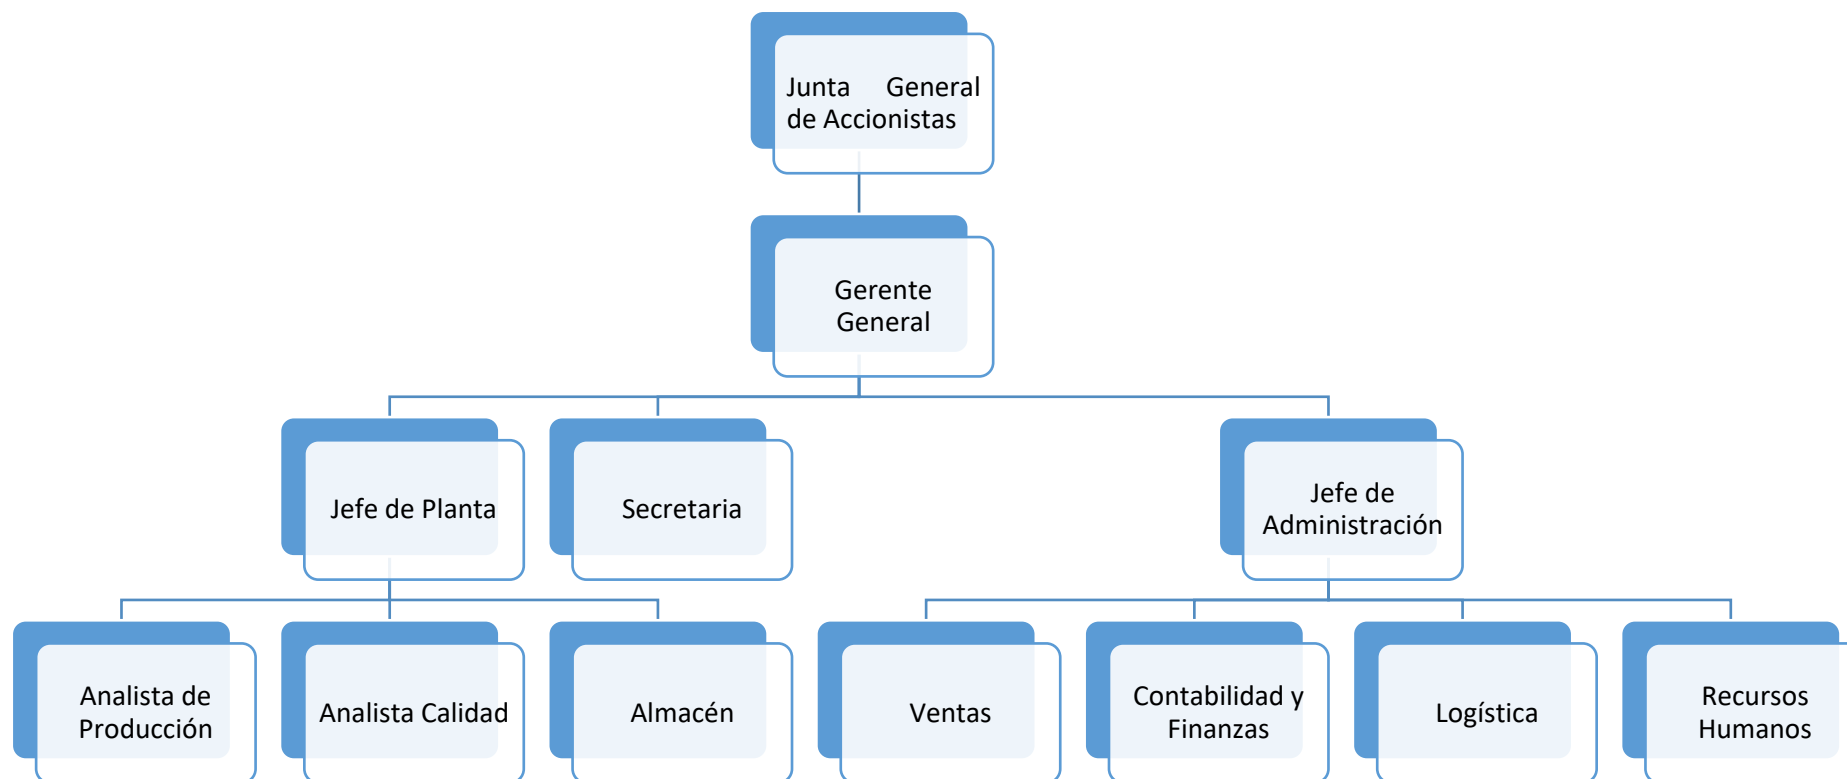 Junta General
de Accionistas
Gerente
General
Jefe de Planta
Secretaria
Jefe de
Administración
Analista de
Producción
Analista Calidad
Almacén
Ventas
Contabilidad y
Finanzas
Logística
Recursos
Humanos